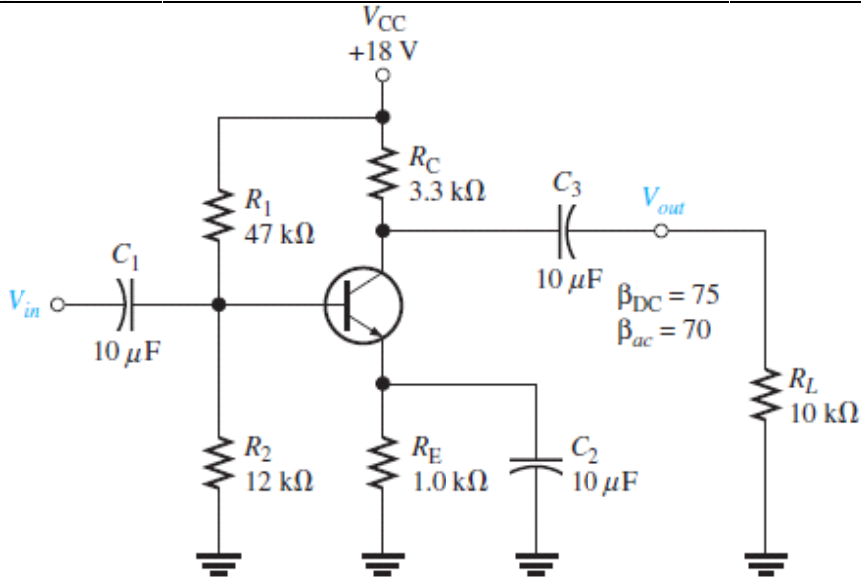 V_CC
+18 V
R_C
3.3 kΩ
C_3
V_out
R_1
47 kΩ
C_1
10 μF
V_in
10 μF
β_DC = 75
β_ac = 70
R_L
10 kΩ
R_2
12 kΩ
R_E
1.0 kΩ
C_2
10 μF